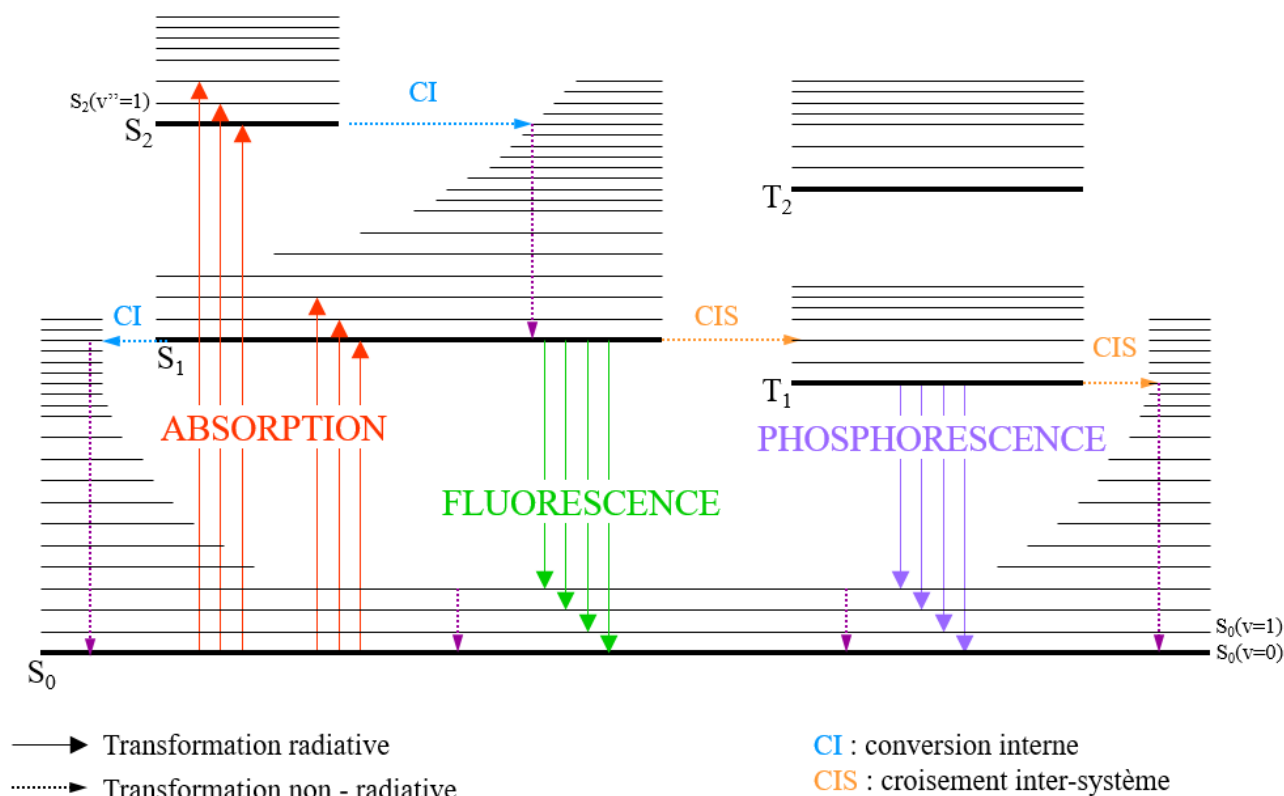 S₂(v''=1)
S₂
CI
T₂
CI
S₁
CIS
T₁
CIS
ABSORPTION
PHOSPHORESCENCE
FLUORESCENCE
S₀(v=1)
S₀(v=0)
S₀
Transformation radiative
CI : conversion interne
Transformation non - radiative
CIS : croisement inter-système